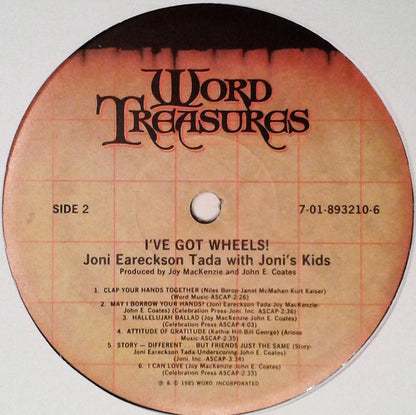 WORD
TREASURES
SIDE 2
7-01-893210-6
I'VE GOT WHEELS!
Joni Eareckson Tada with Joni's Kids
Produced by Joy MacKenzie and John E. Coates
1. CLAP YOUR HANDS TOGETHER (Niles Borop-Janet McMahan-Kurt Kaiser)
(Word Music-ASCAP-2:26)
2. MAY I BORROW YOUR HANDS? (Joni Eareckson Tada-Joy MacKenzie-
John E. Coates) (Celebration Press-Joni, Inc. ASCAP-2:36)
3. HALLELUJAH BALLAD (Joy MacKenzie-John E. Coates)
(Celebration Press-ASCAP-4:03)
4. ATTITUDE OF GRATITUDE (Kathie Hill-Bill George) (Ariose
Music-ASCAP-2:35)
5. STORY — DIFFERENT . . . BUT FRIENDS JUST THE SAME (Story-
Joni Eareckson Tada-Underscoring-John E. Coates)
(Joni, Inc. ASCAP-3:34)
6. I CAN LOVE (Joy MacKenzie-John E. Coates)
(Celebration Press ASCAP-2:33)
℗ & © 1985 WORD, INCORPORATED